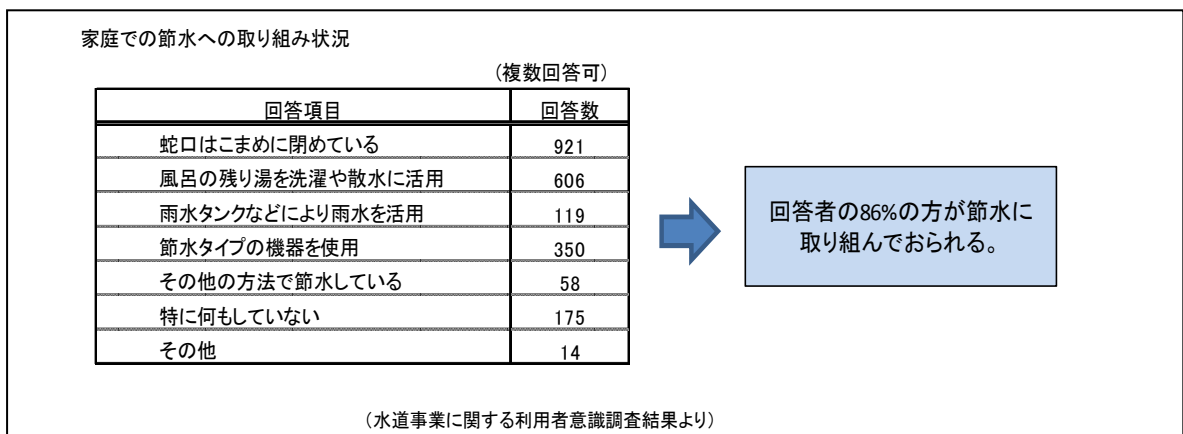 家庭での節水への取り組み状況
(複数回答可)
回答項目 回答数
蛇口はこまめに閉めている 921
風呂の残り湯を洗濯や散水に活用 606
雨水タンクなどにより雨水を活用 119
節水タイプの機器を使用 350
その他の方法で節水している 58
特に何もしていない 175
その他 14
回答者の86%の方が節水に
取り組んでおられる。
(水道事業に関する利用者意識調査結果より)